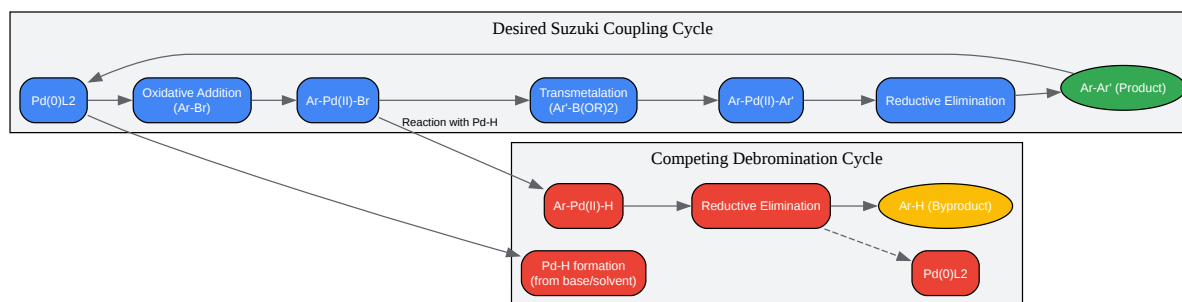 Desired Suzuki Coupling Cycle
Pd(0)L2
Oxidative Addition
(Ar-Br)
Ar-Pd(II)-Br
Transmetalation
(Ar'-B(OR)2)
Ar-Pd(II)-Ar'
Reductive Elimination
Ar-Ar' (Product)
Reaction with Pd-H
Competing Debromination Cycle
Ar-Pd(II)-H
Reductive Elimination
Ar-H (Byproduct)
Pd-H formation
(from base/solvent)
Pd(0)L2